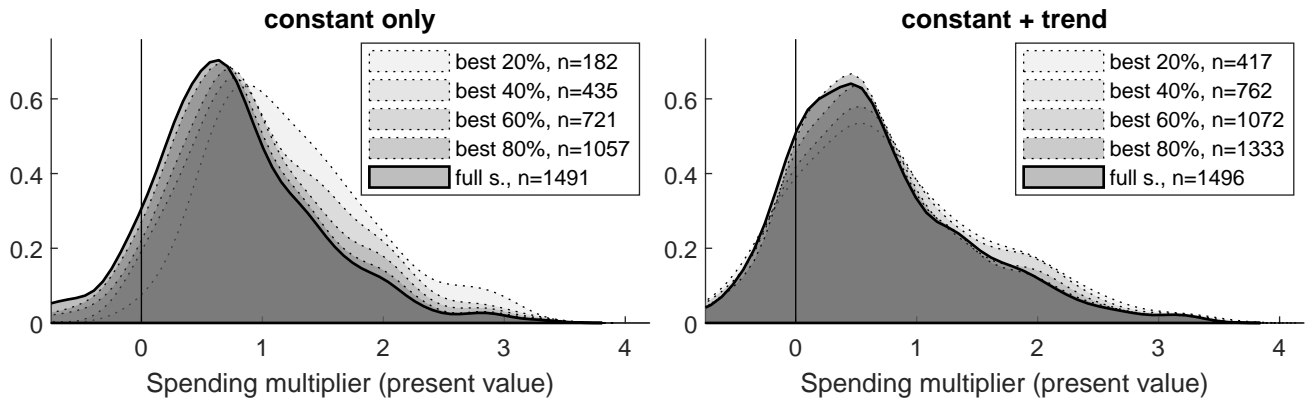 constant only
best 20%, n=182
best 40%, n=435
best 60%, n=721
best 80%, n=1057
full s., n=1491
0.6
0.4
0.2
0
0 1 2 3 4
Spending multiplier (present value)
constant + trend
best 20%, n=417
best 40%, n=762
best 60%, n=1072
best 80%, n=1333
full s., n=1496
0.6
0.4
0.2
0
0 1 2 3 4
Spending multiplier (present value)